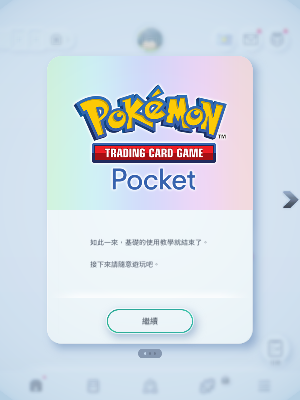 Pokémon
TRADING CARD GAME
Pocket
如此一來，基礎的使用教學就結束了。
接下來請隨意遊玩吧。
繼續